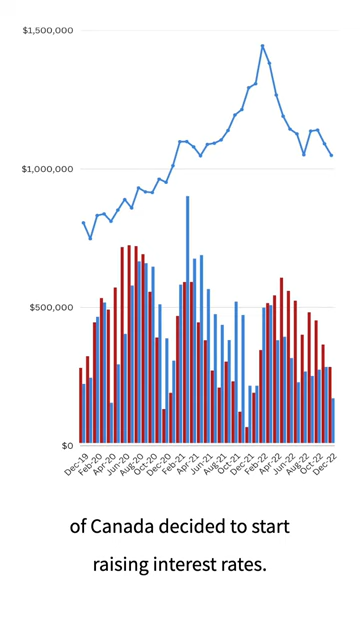 $1,500,000
$1,000,000
$500,000
$0
Dec-19
Feb-20
Apr-20
Jun-20
Aug-20
Oct-20
Dec-20
Feb-21
Apr-21
Jun-21
Aug-21
Oct-21
Dec-21
Feb-22
Apr-22
Jun-22
Aug-22
Oct-22
Dec-22
of Canada decided to start
raising interest rates.